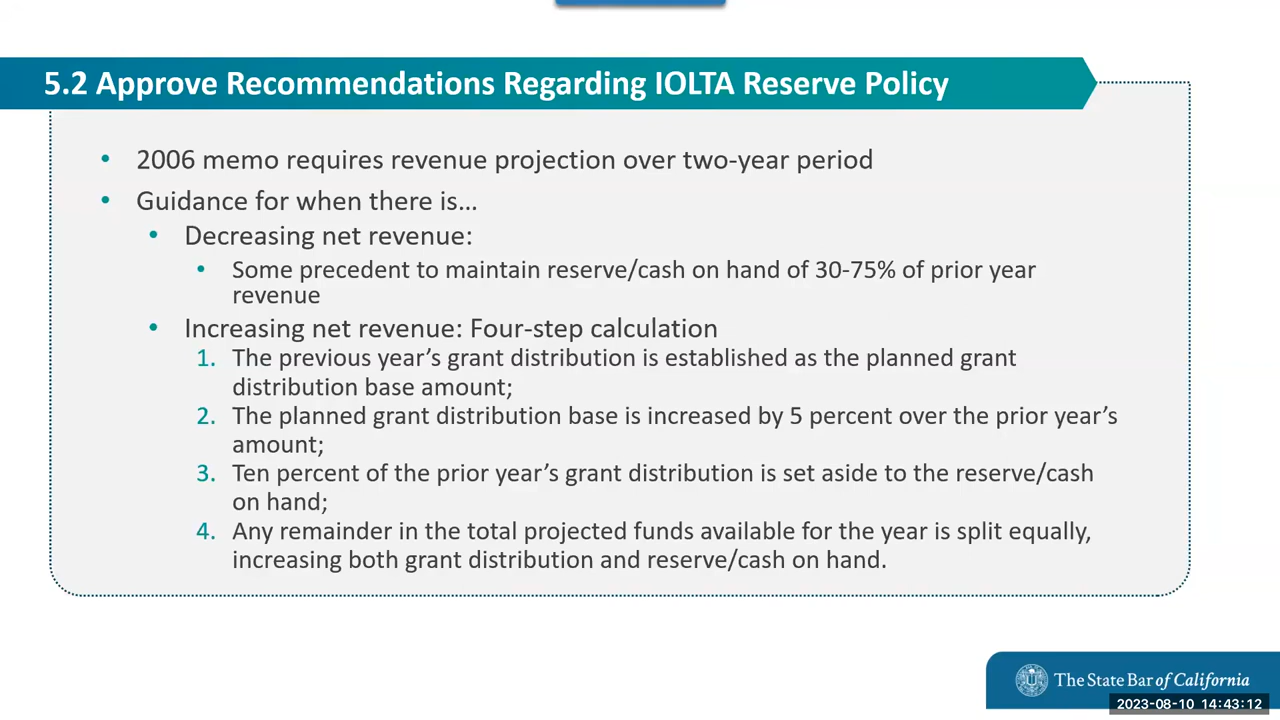 5.2 Approve Recommendations Regarding IOLTA Reserve Policy
• 2006 memo requires revenue projection over two-year period
• Guidance for when there is…
• Decreasing net revenue:
• Some precedent to maintain reserve/cash on hand of 30-75% of prior year
revenue
• Increasing net revenue: Four-step calculation
1. The previous year’s grant distribution is established as the planned grant
distribution base amount;
2. The planned grant distribution base is increased by 5 percent over the prior year’s
amount;
3. Ten percent of the prior year’s grant distribution is set aside to the reserve/cash
on hand;
4. Any remainder in the total projected funds available for the year is split equally,
increasing both grant distribution and reserve/cash on hand.
The State Bar of California
2023-08-10 14:43:12